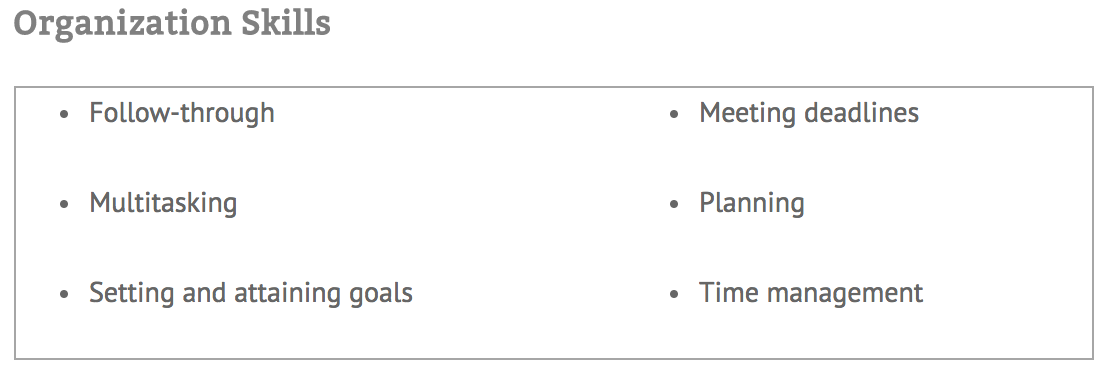 Organization Skills
• Follow-through
• Meeting deadlines
• Multitasking
• Planning
• Setting and attaining goals
• Time management